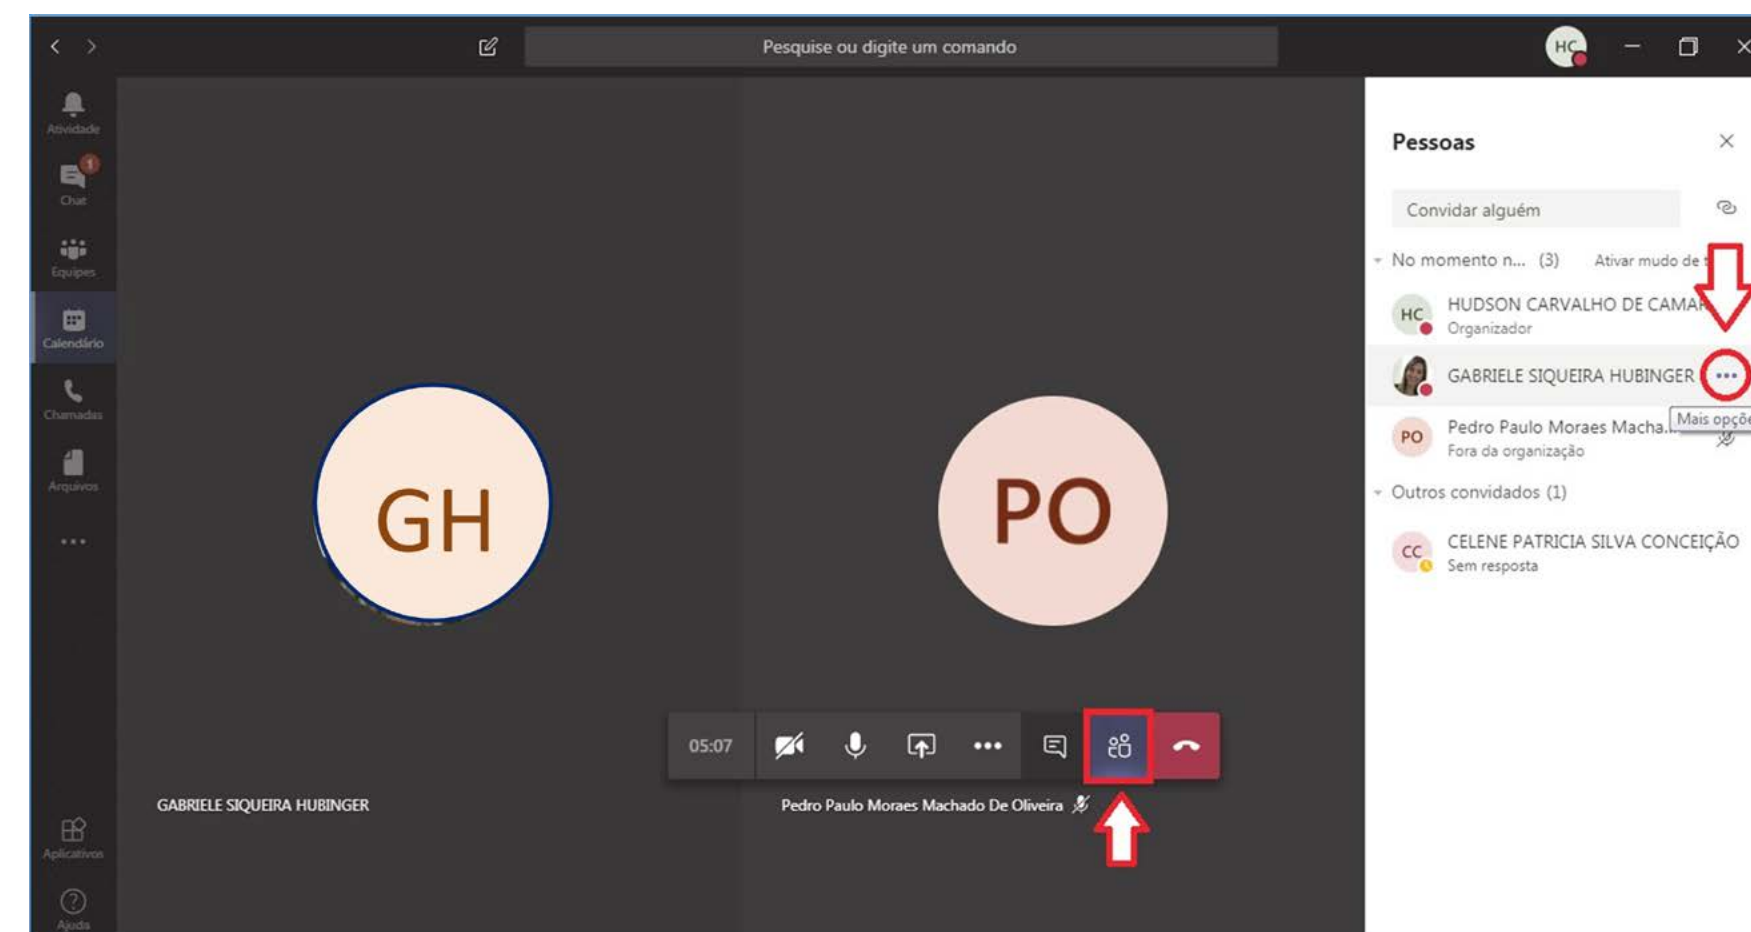 Pesquise ou digite um comando
HC
Atividade
1
Chat
Equipes
Calendário
Chamadas
Arquivos
Aplicativos
Ajuda
GH
PO
05:07
GABRIELE SIQUEIRA HUBINGER
Pedro Paulo Moraes Machado De Oliveira
Pessoas
Convidar alguém
No momento n... (3) Ativar mudo de
HC
HUDSON CARVALHO DE
Organizador
GABRIELE SIQUEIRA HUBINGER
Mais
PO
Pedro Paulo Moraes Macha...
Fora da organização
Outros convidados (1)
CC
CELENE PATRICIA SILVA CONCEIÇÃO
Sem resposta